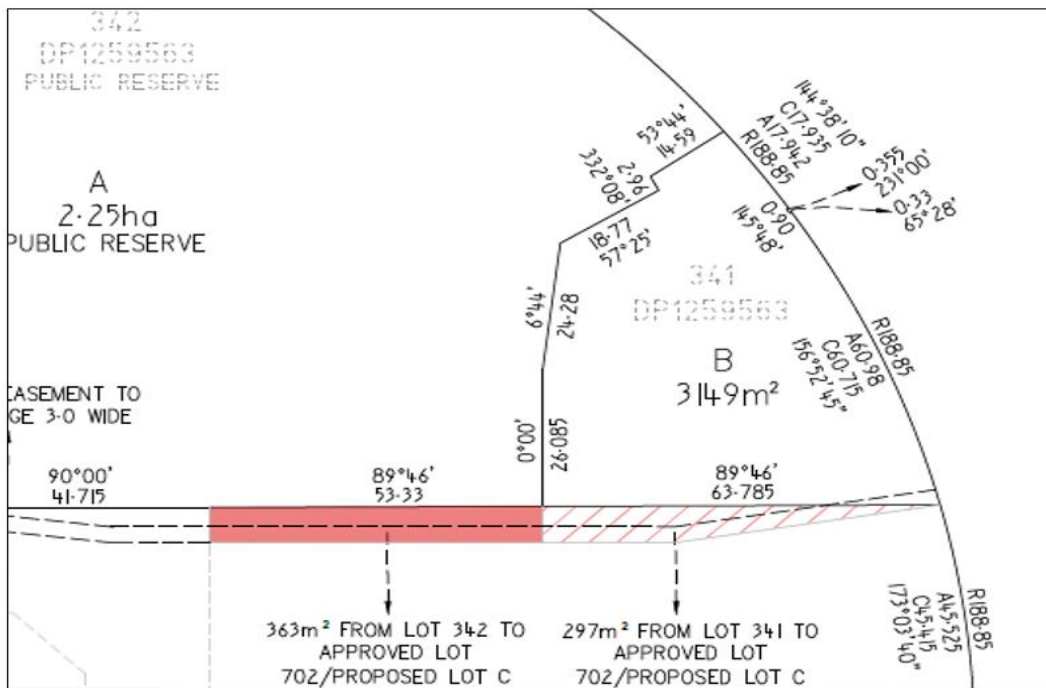 342
DP1259563
PUBLIC RESERVE
A
2·25ha
PUBLIC RESERVE
53°44'
14·59
2·96
332°08'
18·77
57°25'
144°38'10"
C17·935
A17·942
R188·85
0·355
231°00'
0·33
65°28'
0·90
145°48'
341
DP1259563
B
3149m²
R188·85
A60·98
C60·715
156°52'45"
6°44'
24·28
EASEMENT TO
GE 3·0 WIDE
0°00'
26·085
90°00'
41·715
89°46'
53·33
89°46'
63·785
R188·85
A45·525
C45·415
173°03'40"
363m² FROM LOT 342 TO
APPROVED LOT
702/PROPOSED LOT C
297m² FROM LOT 341 TO
APPROVED LOT
702/PROPOSED LOT C